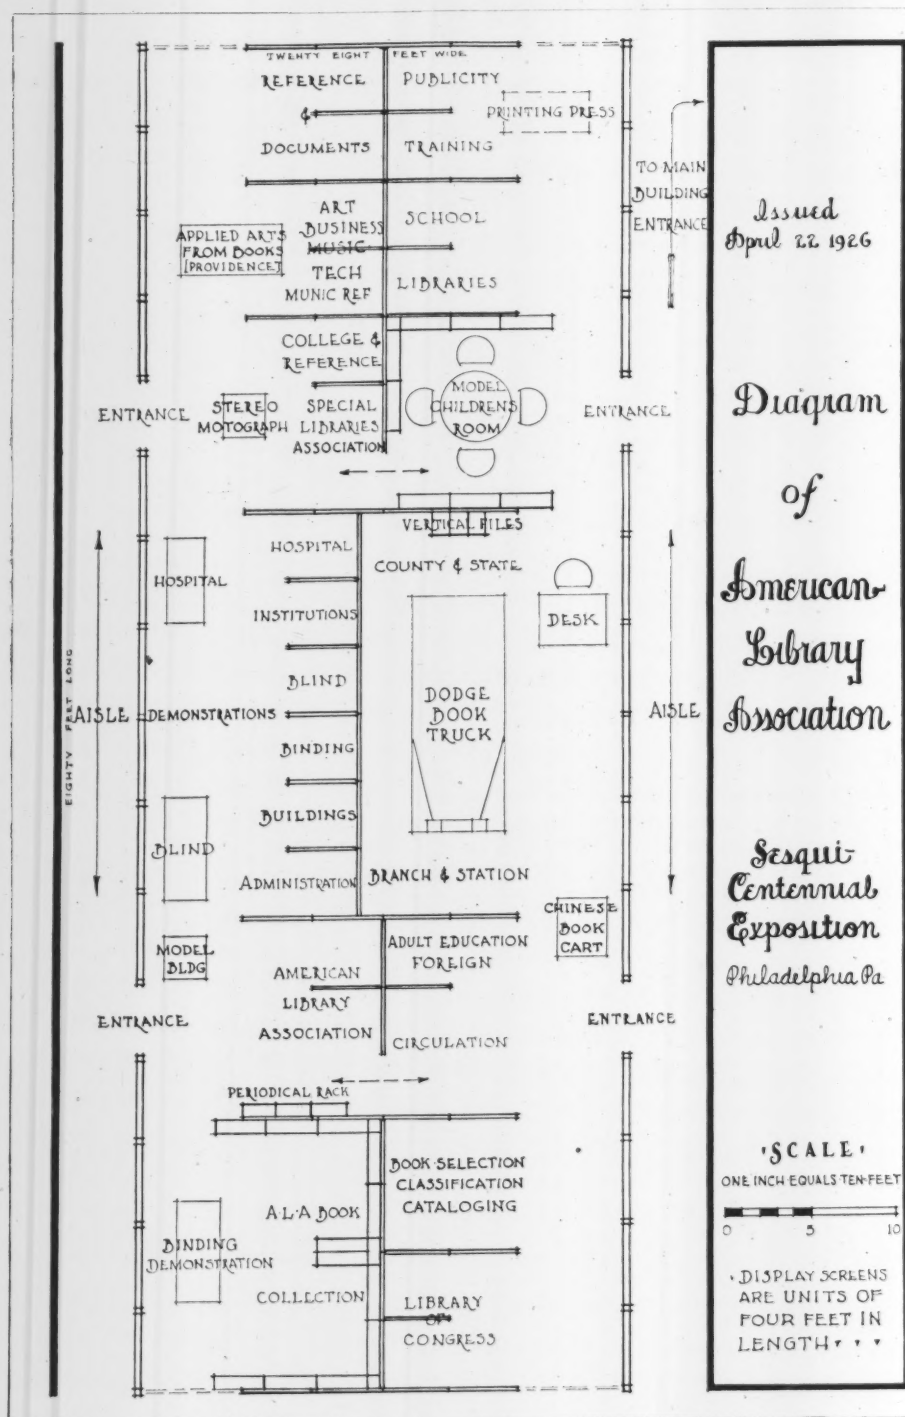 TWENTY EIGHT FEET WIDE
REFERENCE
&
DOCUMENTS
PUBLICITY
PRINTING PRESS
TRAINING
TO MAIN
BUILDING
ENTRANCE
APPLIED ARTS
FROM BOOKS
[PROVIDENCE]
ART
BUSINESS
MUSIC
TECH
MUNIC REF
SCHOOL
LIBRARIES
COLLEGE &
REFERENCE
ENTRANCE
STEREO
MOTOGRAPH
SPECIAL
LIBRARIES
ASSOCIATION
MODEL
CHILDRENS
ROOM
ENTRANCE
VERTICAL FILES
HOSPITAL
HOSPITAL
INSTITUTIONS
COUNTY & STATE
DESK
EIGHTY FEET LONG
AISLE
DEMONSTRATIONS
BLIND
BINDING
BUILDINGS
ADMINISTRATION
DODGE
BOOK
TRUCK
AISLE
BLIND
BRANCH & STATION
MODEL
BLDG
CHINESE
BOOK
CART
ADULT EDUCATION
FOREIGN
AMERICAN
LIBRARY
ASSOCIATION
CIRCULATION
ENTRANCE
ENTRANCE
PERIODICAL RACK
BOOK SELECTION
CLASSIFICATION
CATALOGING
A·L·A BOOK
COLLECTION
BINDING
DEMONSTRATION
LIBRARY
OF
CONGRESS
Issued
April 22 1926
Diagram
of
American
Library
Association
Sesqui-
Centennial
Exposition
Philadelphia Pa
SCALE
ONE INCH EQUALS TEN FEET
0 5 10
DISPLAY SCREENS
ARE UNITS OF
FOUR FEET IN
LENGTH